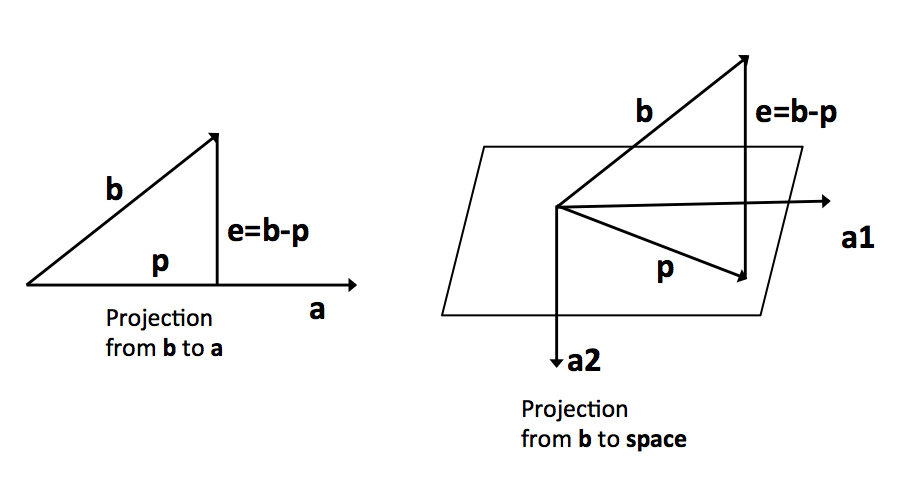 b
e=b-p
p
a
Projection
from b to a
b
e=b-p
a1
p
a2
Projection
from b to space